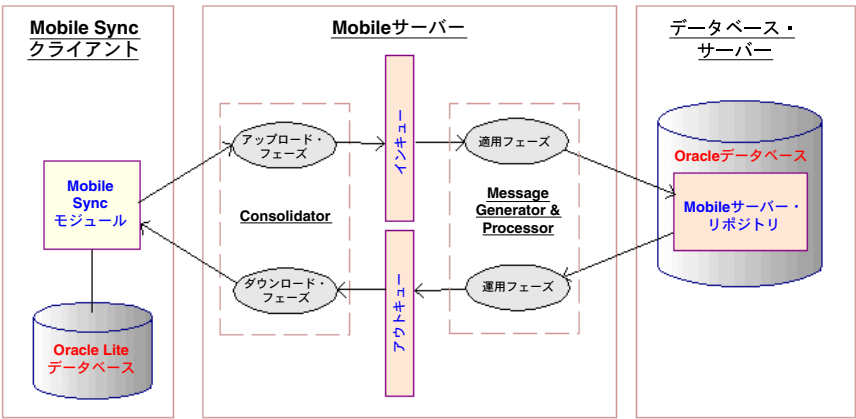 Mobile Sync
クライアント
Mobileサーバー
データベース・
サーバー
アップロード・
フェーズ
インキュー
適用フェーズ
Oracleデータベース
Mobile
Sync
モジュール
Consolidator
Message
Generator &
Processor
Mobileサーバー・
リポジトリ
ダウンロード・
フェーズ
アウトキュー
運用フェーズ
Oracle Lite
データベース